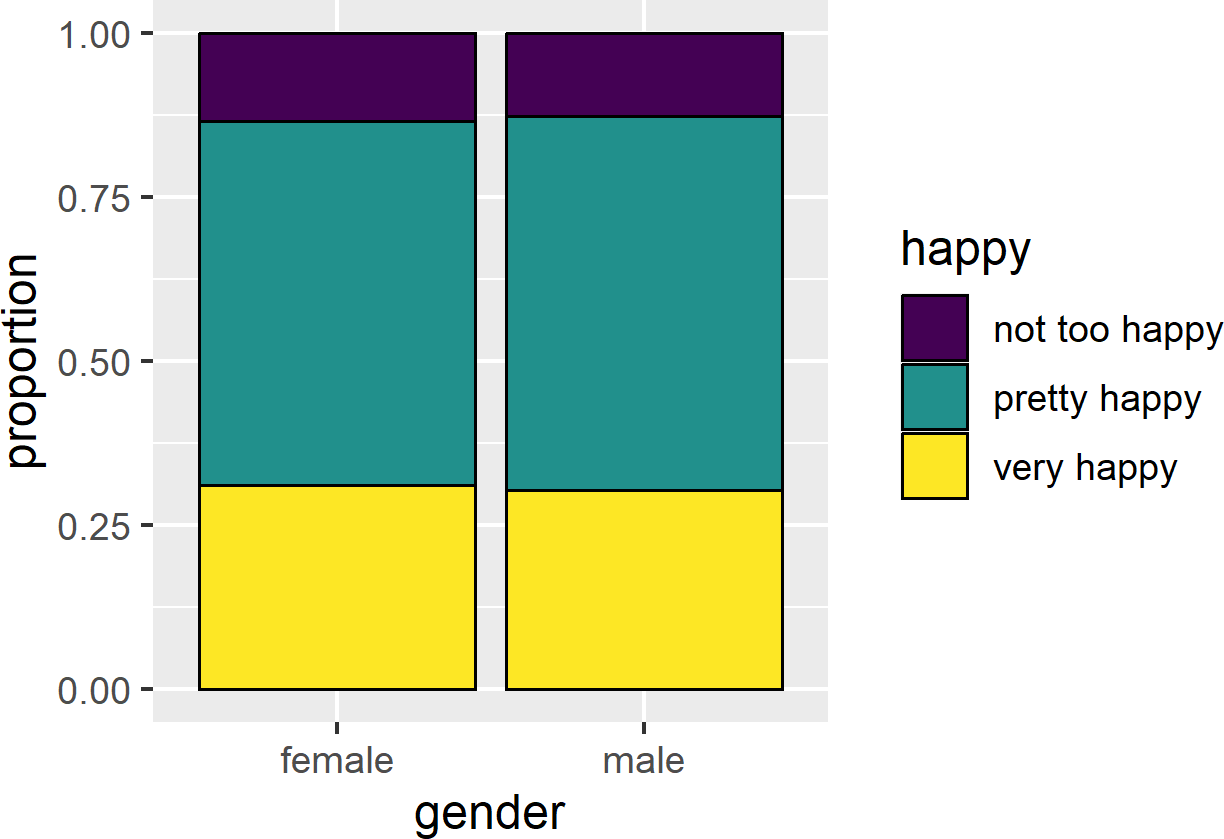 proportion
1.00
0.75
0.50
0.25
0.00
female male
gender
happy
not too happy
pretty happy
very happy